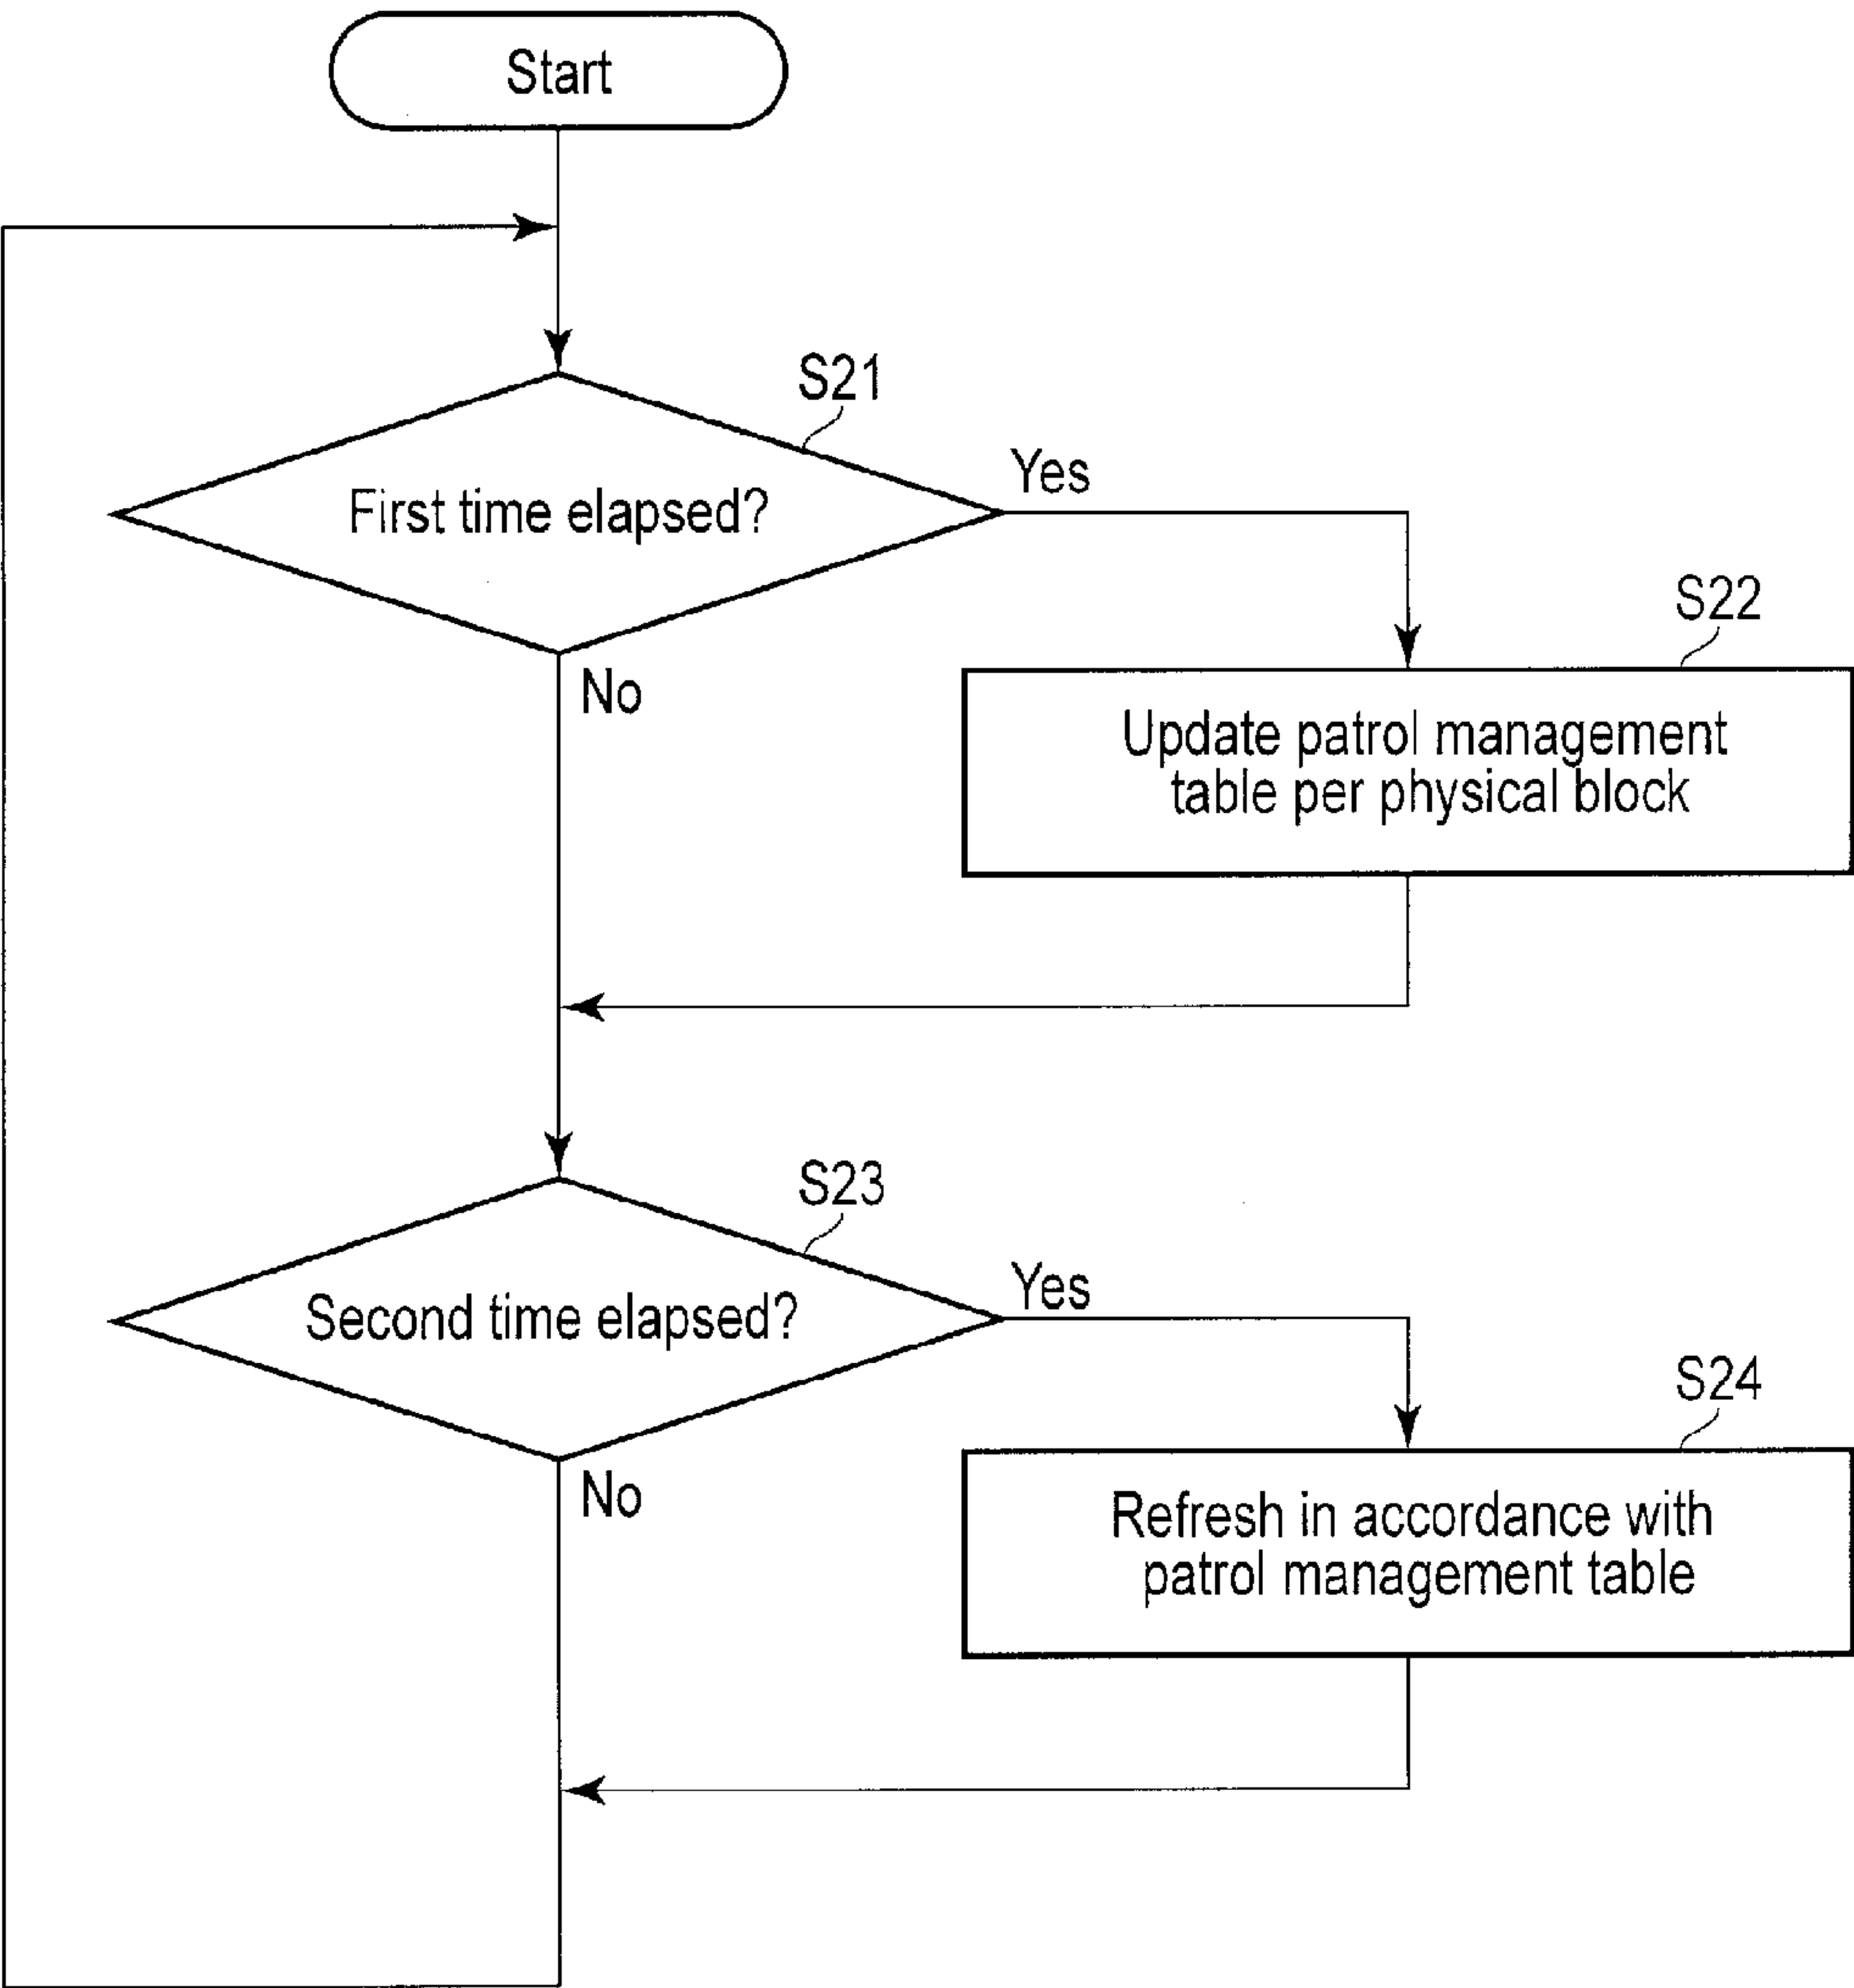 Start
S21
First time elapsed?
Yes
No
S22
Update patrol management
table per physical block
S23
Second time elapsed?
Yes
No
S24
Refresh in accordance with
patrol management table